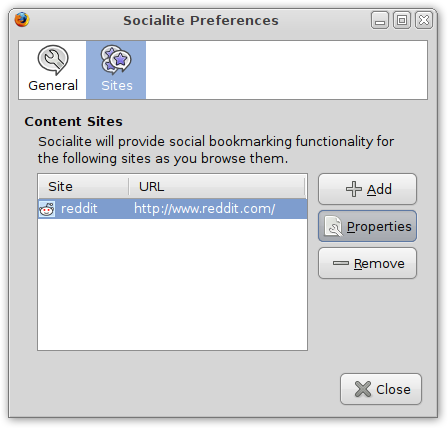 Socialite Preferences
General
Sites
Content Sites
Socialite will provide social bookmarking functionality for
the following sites as you browse them.
Site URL
reddit http://www.reddit.com/
Add
Properties
Remove
Close